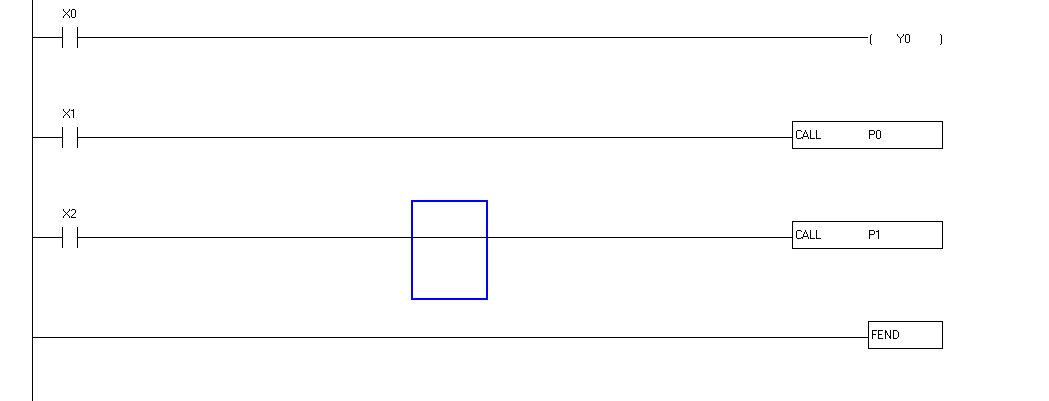 X0
( Y0 )
X1
CALL P0
X2
CALL P1
FEND